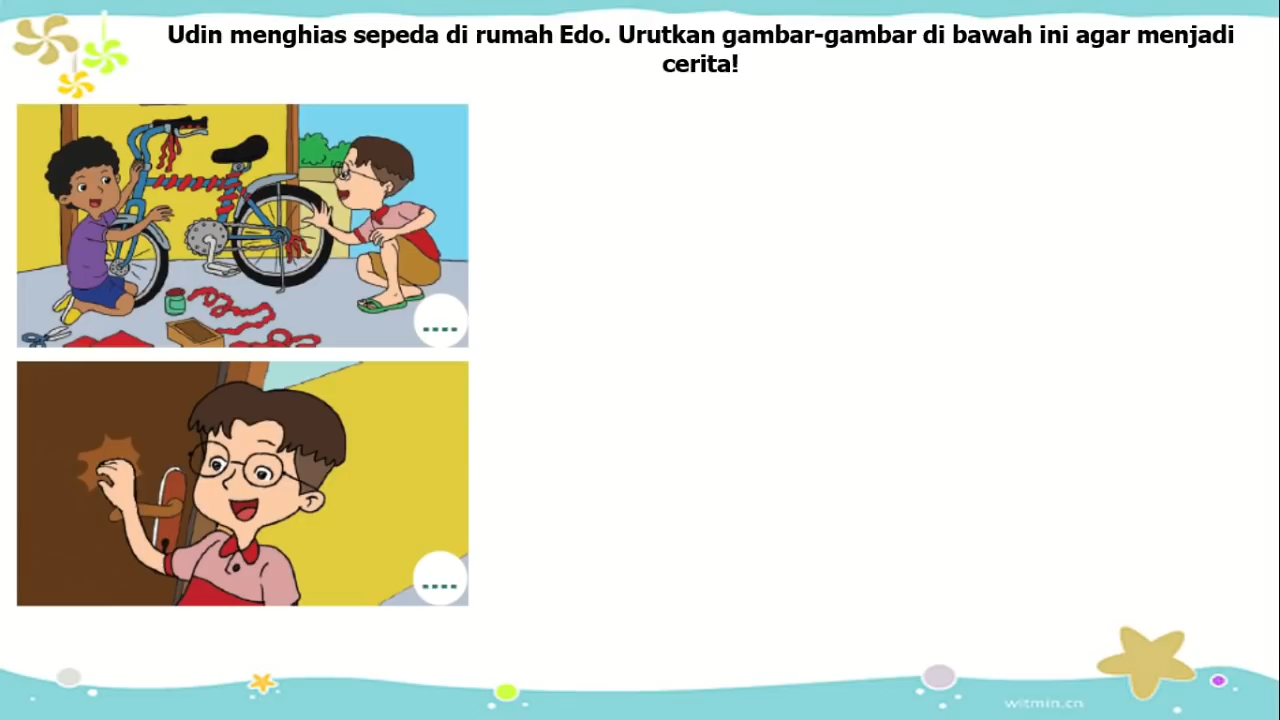 Udin menghias sepeda di rumah Edo. Urutkan gambar-gambar di bawah ini agar menjadi
cerita!
....
....
witmin.cn